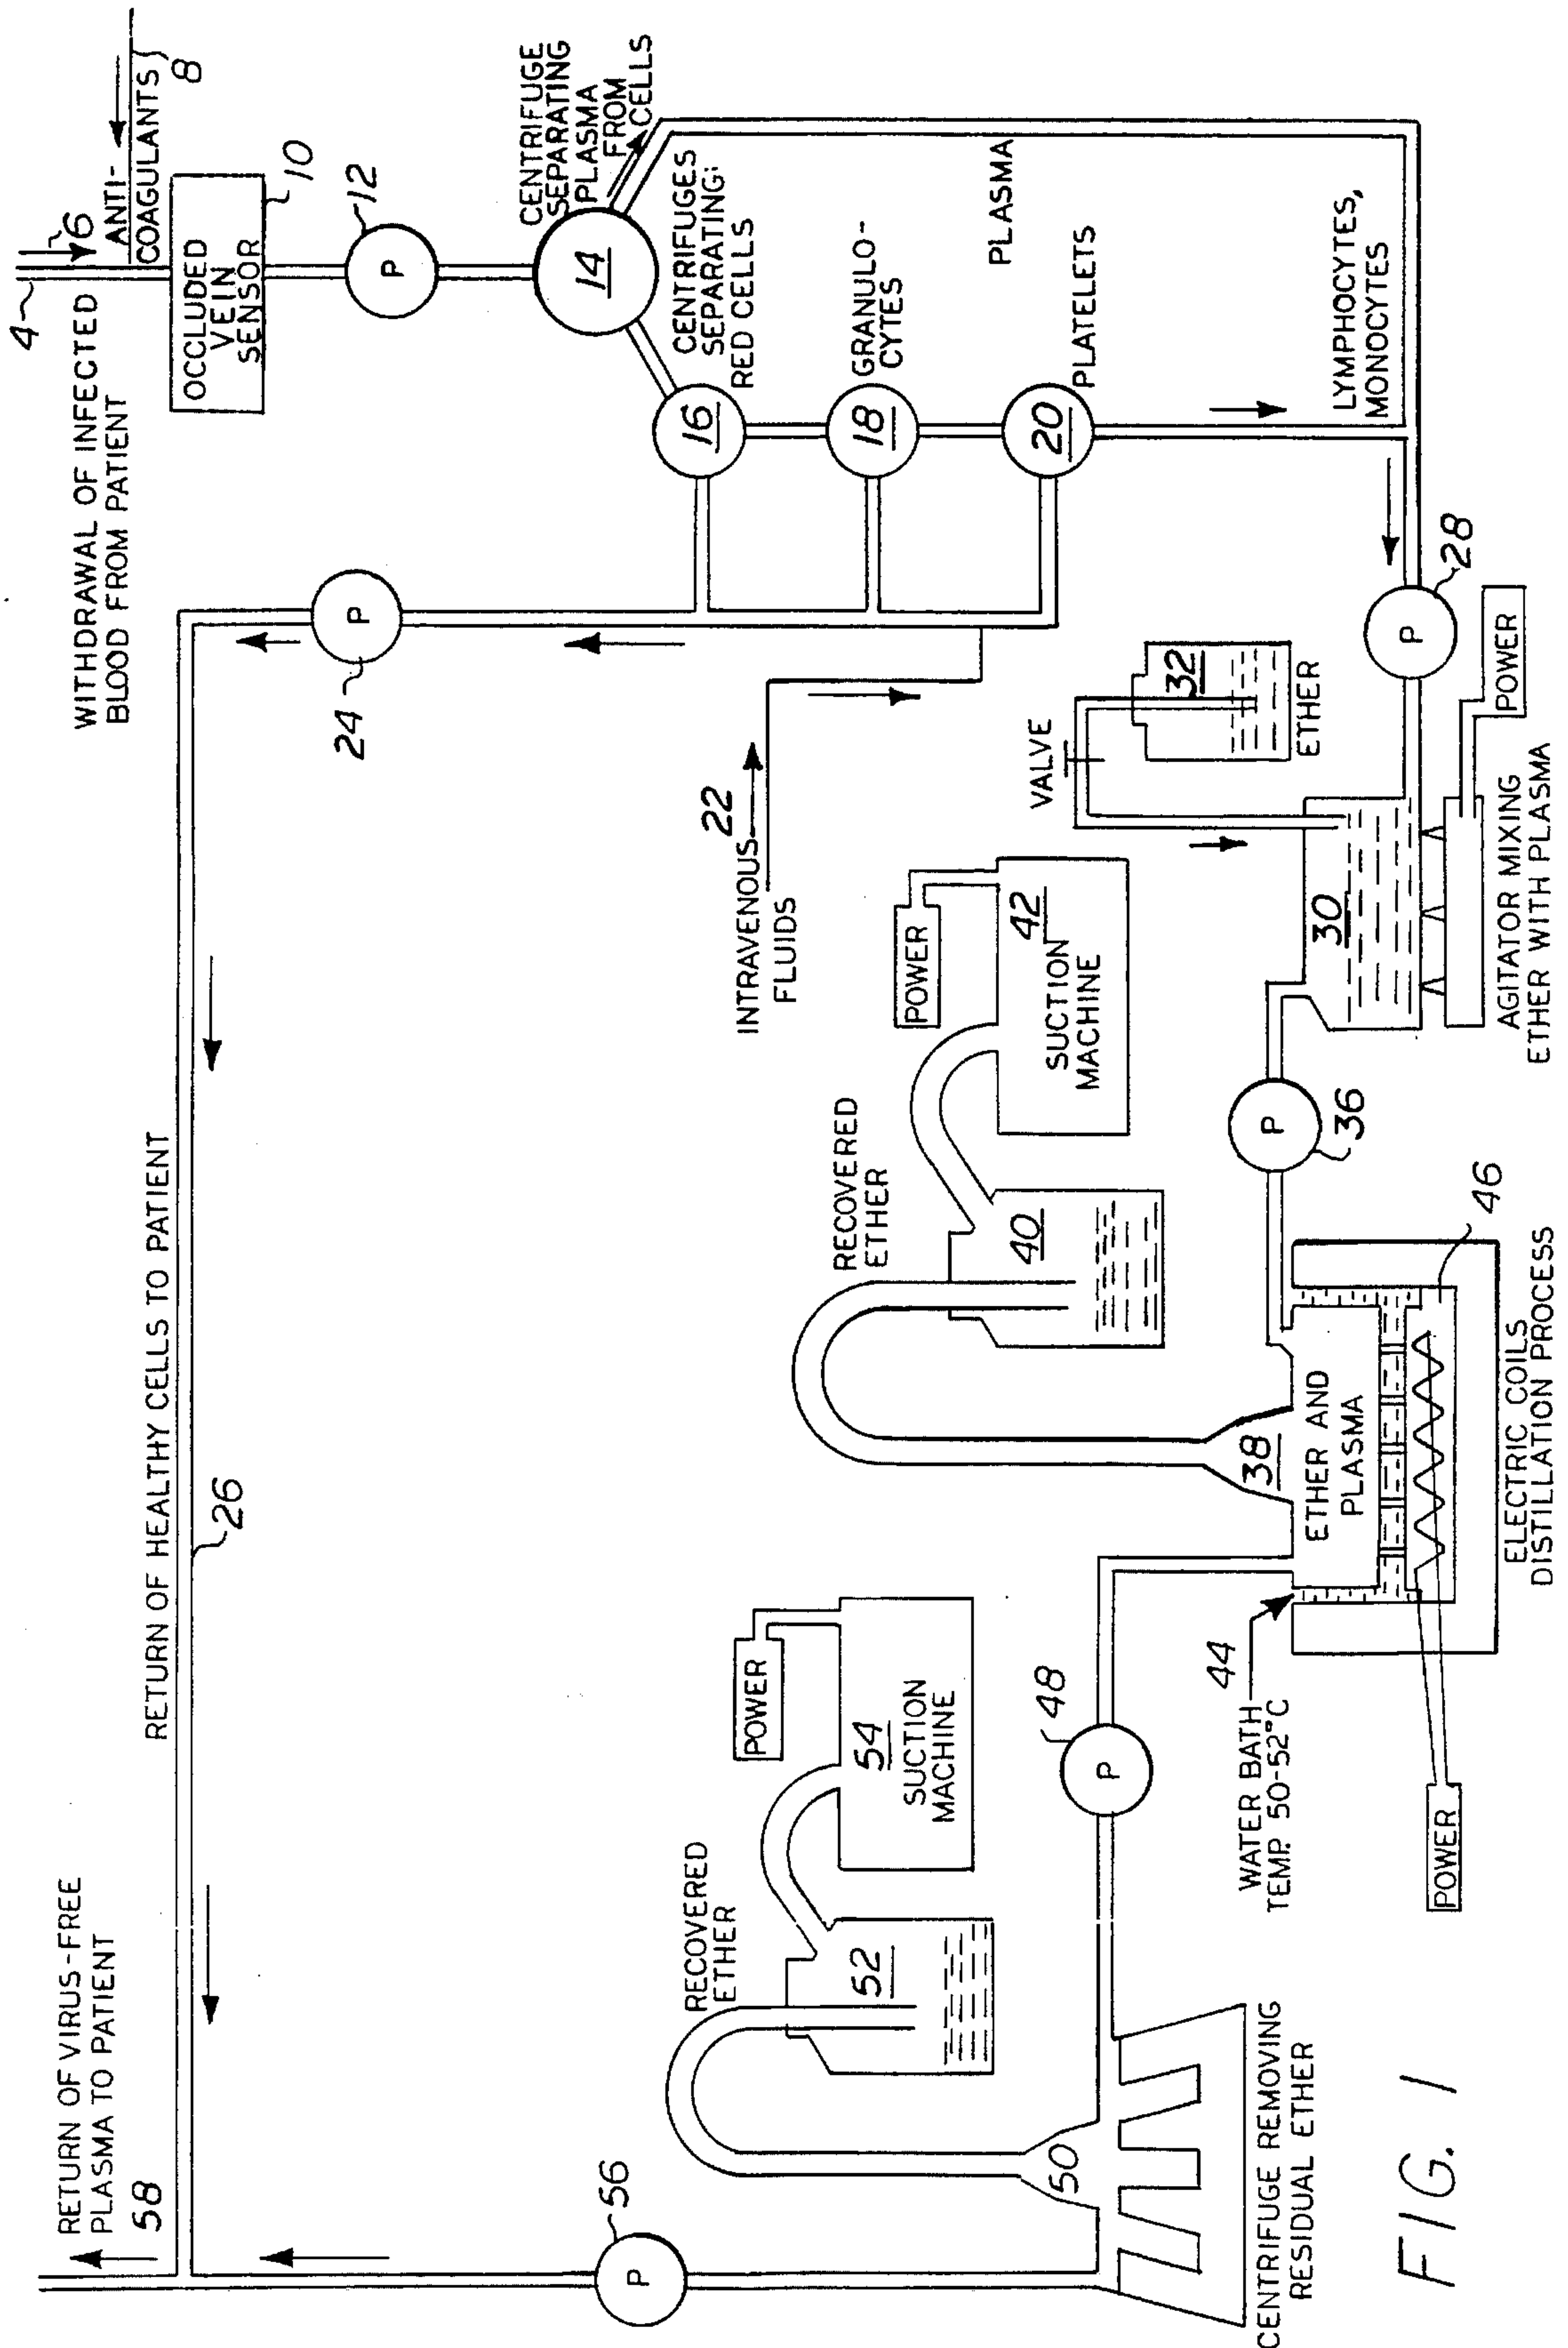 4
6
WITHDRAWAL OF INFECTED
BLOOD FROM PATIENT
ANTI-
COAGULANTS
8
OCCLUDED
VEIN
SENSOR
10
P
12
CENTRIFUGE
SEPARATING
PLASMA
FROM
CELLS
14
CENTRIFUGES
SEPARATING:
RED CELLS
16
GRANULO-
CYTES
18
PLASMA
PLATELETS
20
LYMPHOCYTES,
MONOCYTES
P
24
INTRAVENOUS
FLUIDS
22
P
28
VALVE
32
ETHER
30
POWER
AGITATOR MIXING
ETHER WITH PLASMA
P
36
RETURN OF HEALTHY CELLS TO PATIENT
26
POWER
42
SUCTION
MACHINE
RECOVERED
ETHER
40
38
ETHER AND
PLASMA
46
ELECTRIC COILS
DISTILLATION PROCESS
44
WATER BATH
TEMP. 50-52°C
POWER
P
48
POWER
54
SUCTION
MACHINE
RECOVERED
ETHER
52
50
CENTRIFUGE REMOVING
RESIDUAL ETHER
P
56
RETURN OF VIRUS-FREE
PLASMA TO PATIENT
58
FIG. 1